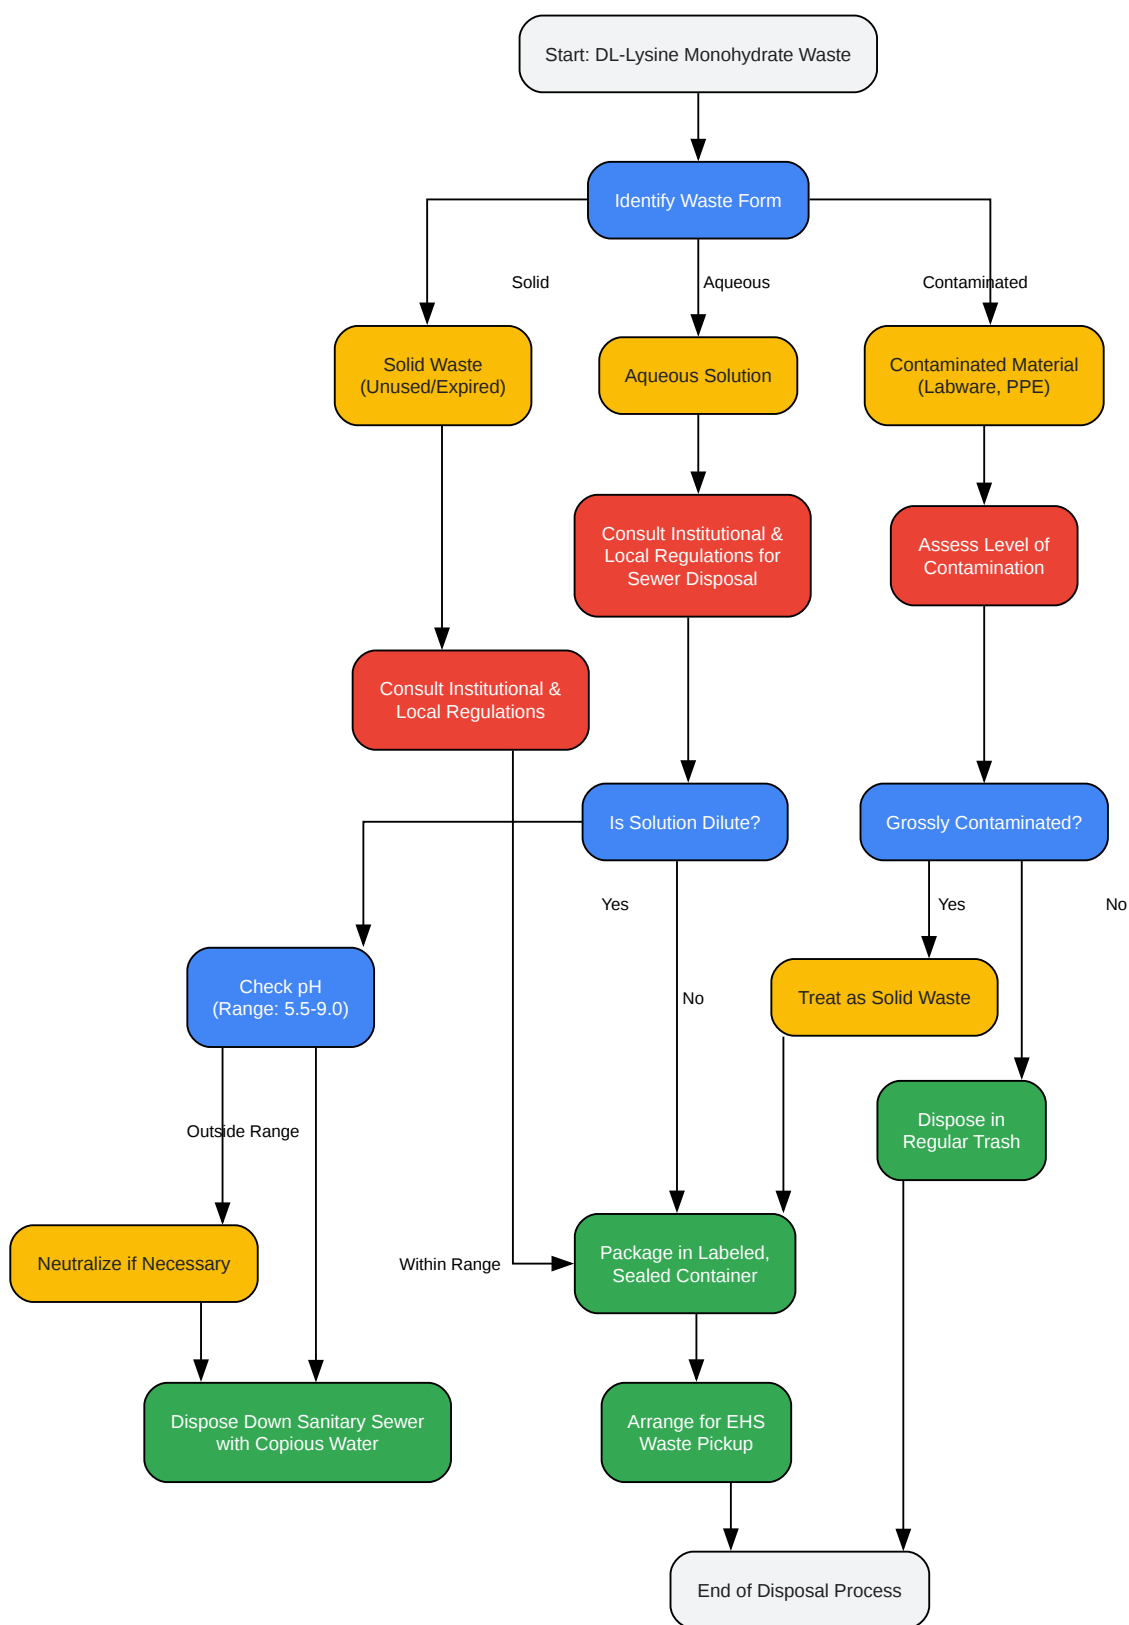 Start: DL-Lysine Monohydrate Waste
Identify Waste Form
Solid
Aqueous
Contaminated
Solid Waste
(Unused/Expired)
Aqueous Solution
Contaminated Material
(Labware, PPE)
Consult Institutional &
Local Regulations for
Sewer Disposal
Assess Level of
Contamination
Consult Institutional &
Local Regulations
Is Solution Dilute?
Grossly Contaminated?
Yes
Yes
No
Check pH
(Range: 5.5-9.0)
No
Treat as Solid Waste
Dispose in
Regular Trash
Outside Range
Neutralize if Necessary
Within Range
Package in Labeled,
Sealed Container
Dispose Down Sanitary Sewer
with Copious Water
Arrange for EHS
Waste Pickup
End of Disposal Process